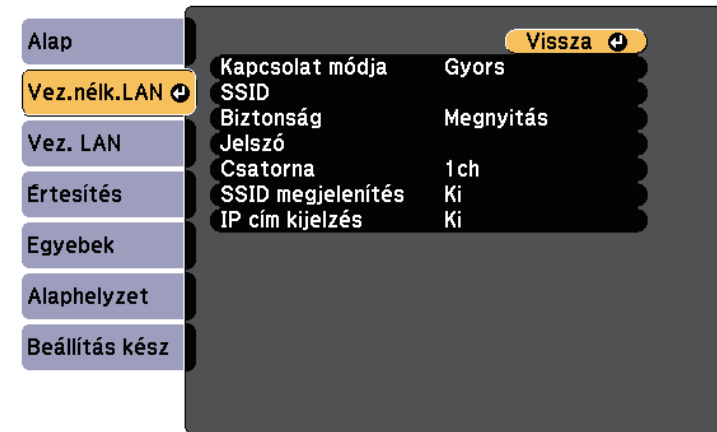 Alap
Vez.nélk.LAN
Vez. LAN
Értesítés
Egyebek
Alaphelyzet
Beállítás kész
Vissza
Kapcsolat módja Gyors
SSID
Biztonság Megnyitás
Jelszó
Csatorna 1ch
SSID megjelenítés Ki
IP cím kijelzés Ki